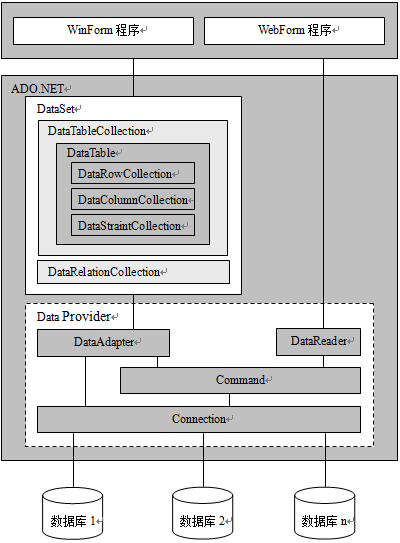 WinForm 程序
WebForm 程序
ADO.NET
DataSet
DataTableCollection
DataTable
DataRowCollection
DataColumnCollection
DataStraintCollection
DataRelationCollection
Data Provider
DataAdapter
DataReader
Command
Connection
数据库 1
数据库 2
数据库 n